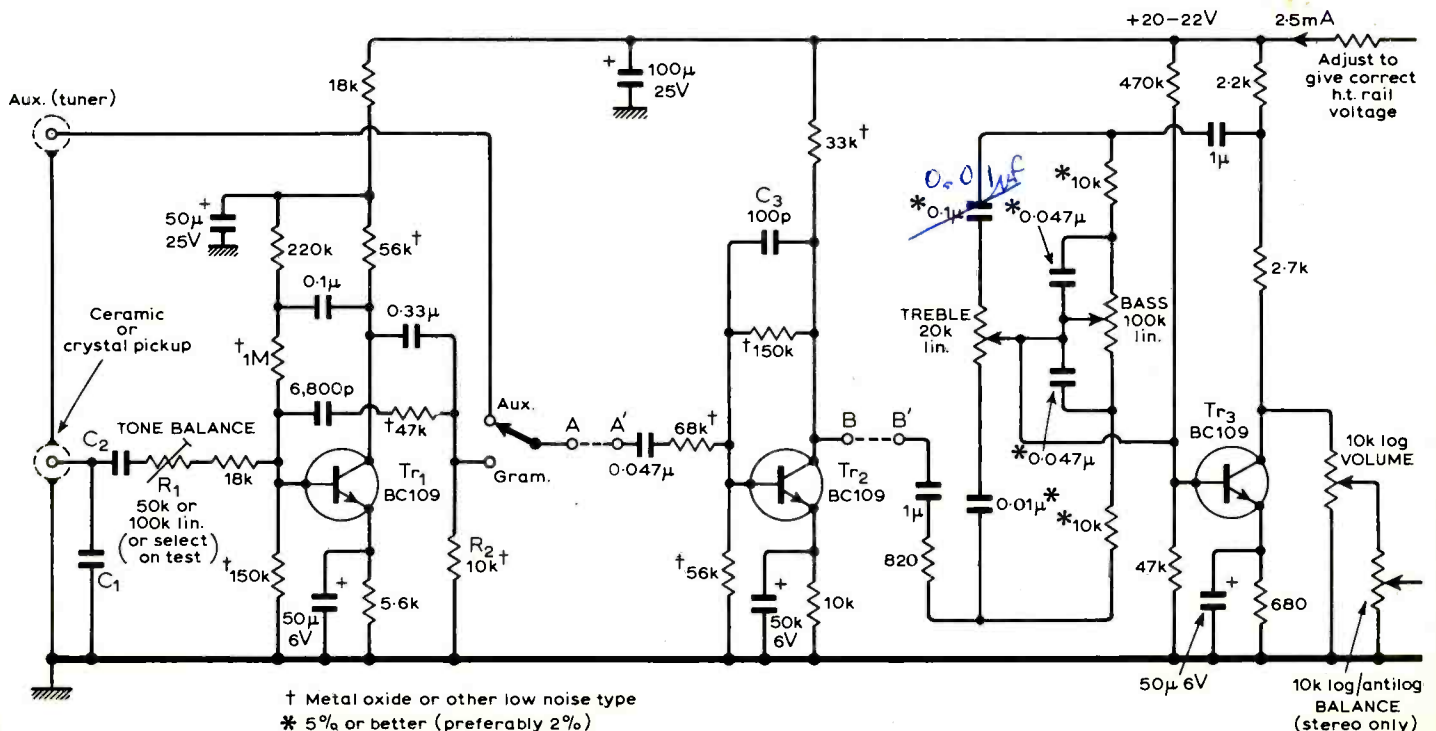 +20-22V
2.5mA
Adjust to
give correct
h.t. rail
voltage
Aux. (tuner)
18k
+
100µ
25V
470k
2.2k
33k†
1µ
0.01µf
*0·1µ
*10k
*0·047µ
+
50µ
25V
220k
56k†
C3
100p
2.7k
0·1µ
0·33µ
Ceramic
or
crystal pickup
TREBLE
20k
lin.
BASS
100k
lin.
†1M
†150k
6,800p
†47k
Aux.
A
A'
68k†
B
B'
Tr3
BC109
10k log
VOLUME
C2
TONE BALANCE
R1
50k or
100k lin.
(or select
on test)
18k
Tr1
BC109
Gram.
0·047µ
Tr2
BC109
*0·047µ
1µ
0·01µ*
*10k
C1
†150k
R2
10k†
†56k
820
47k
50µ
6V
+
5.6k
50k
6V
+
10k
+
680
50µ 6V
10k log/antilog
BALANCE
(stereo only)
† Metal oxide or other low noise type
* 5% or better (preferably 2%)